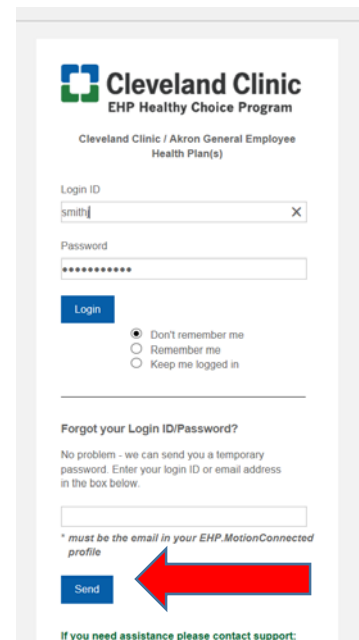 Cleveland Clinic
EHP Healthy Choice Program
Cleveland Clinic / Akron General Employee
Health Plan(s)
Login ID
smithj
Password
•••••••••••
Login
Don't remember me
Remember me
Keep me logged in
Forgot your Login ID/Password?
No problem - we can send you a temporary
password. Enter your login ID or email address
in the box below.
* must be the email in your EHP.MotionConnected
profile
Send
If you need assistance please contact support: